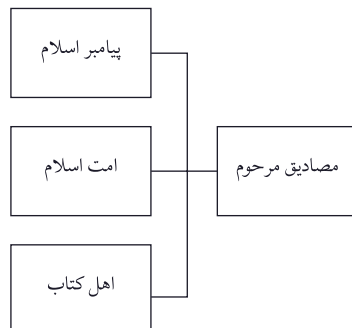 مصادیق مرحوم
پیامبر اسلام
امت اسلام
اهل کتاب